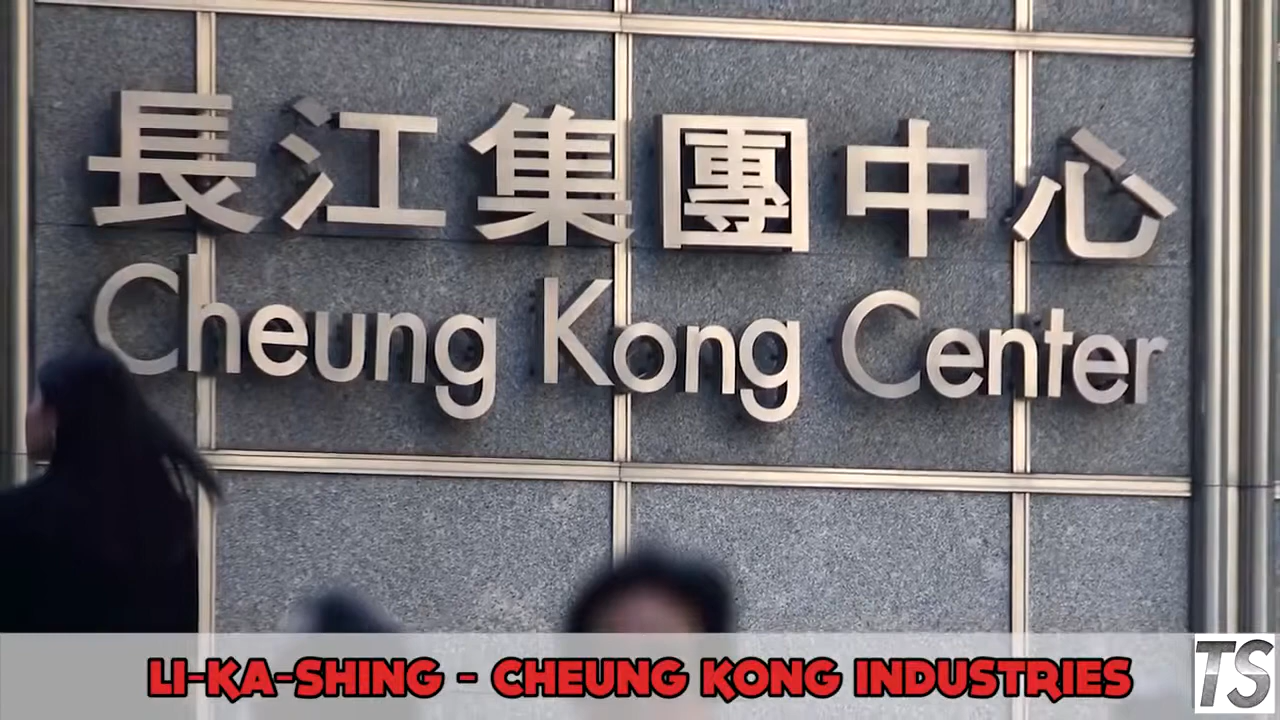 長江集團中心
Cheung Kong Center
LI-KA-SHING - CHEUNG KONG INDUSTRIES
TS